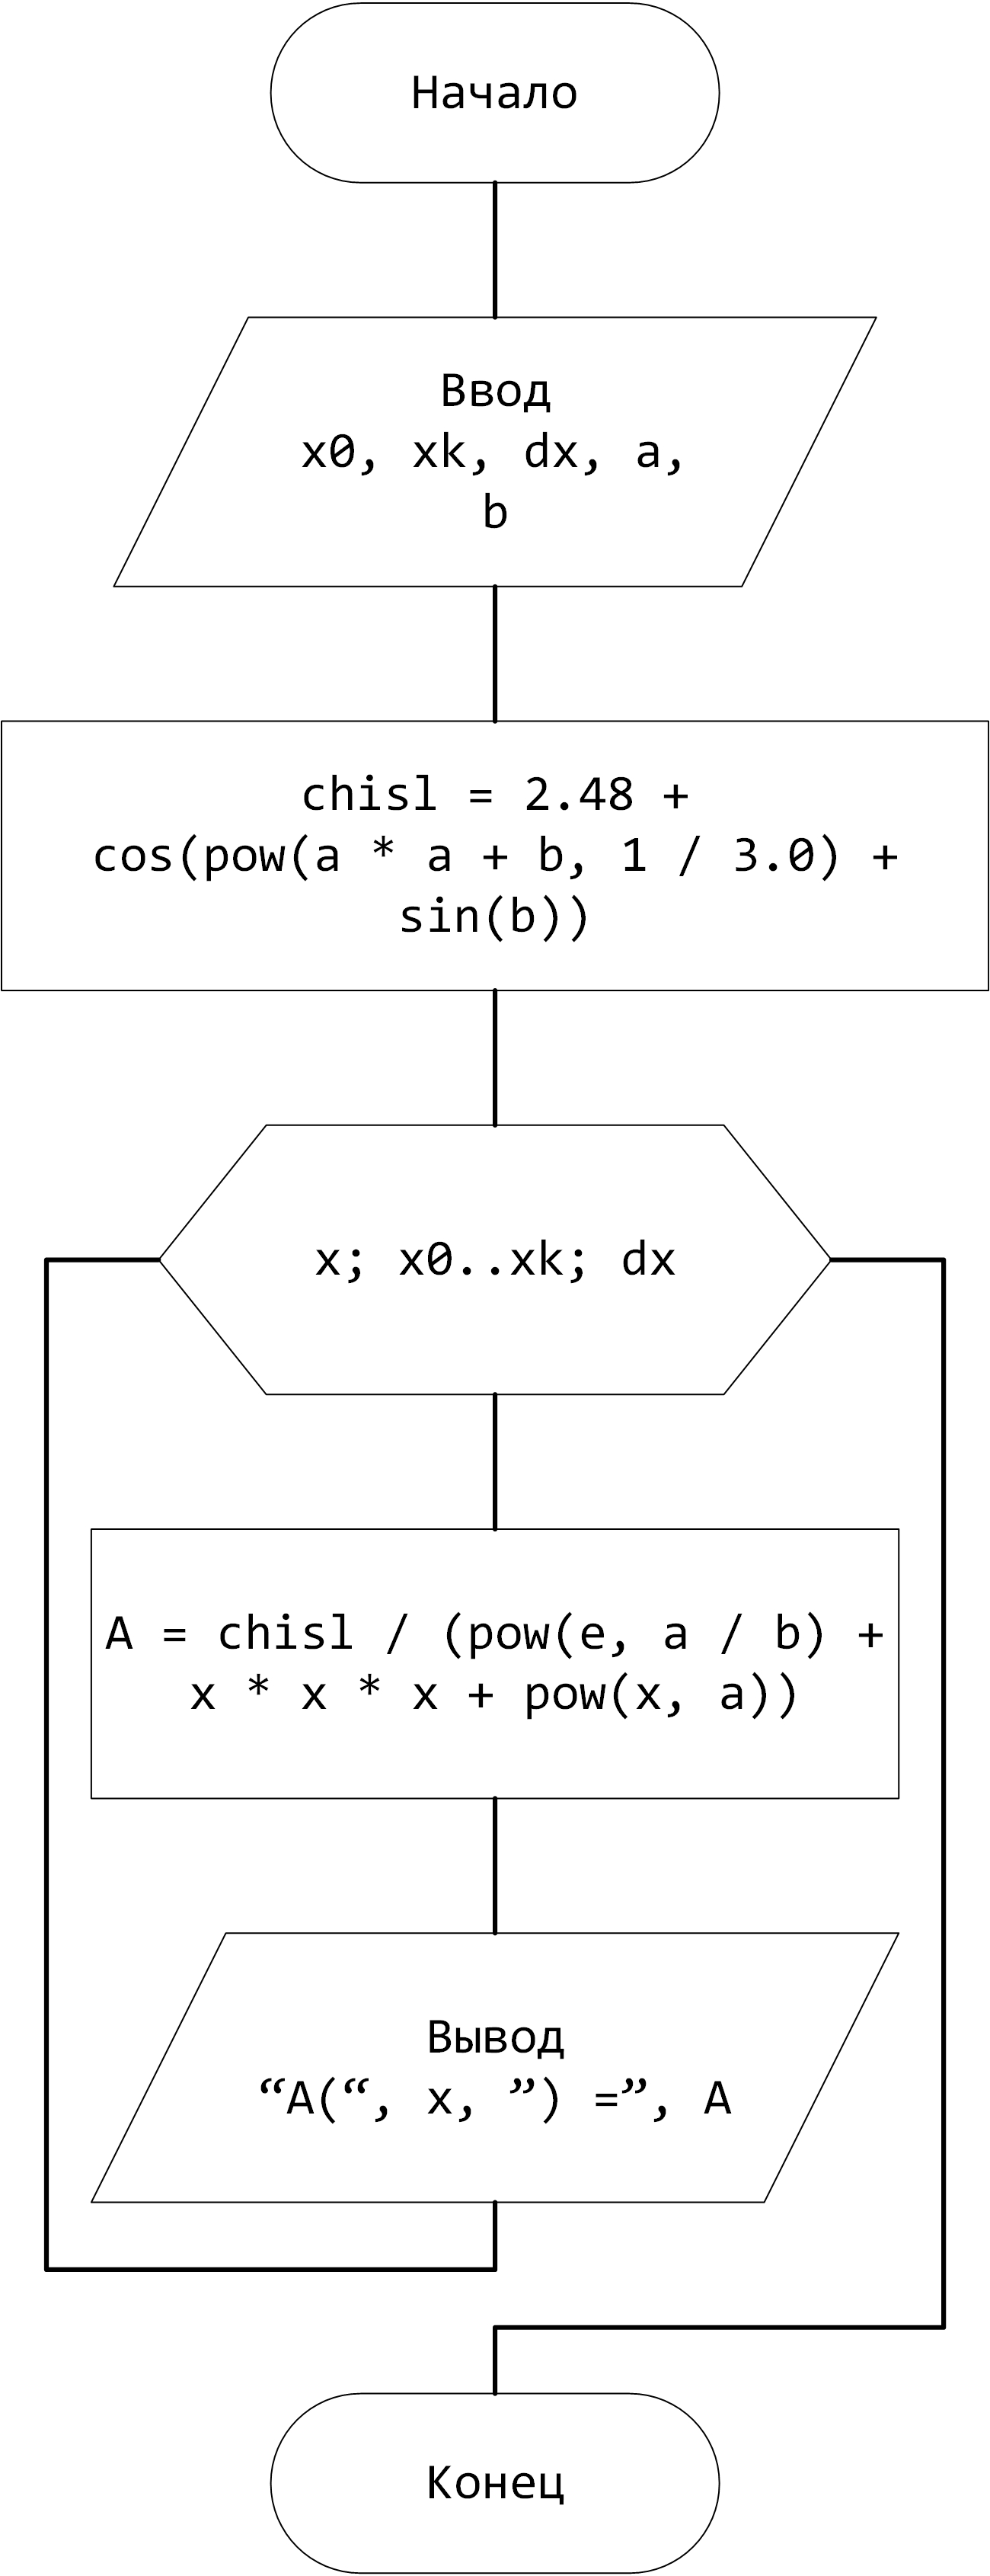 Начало
Ввод
x0, xk, dx, a,
b
chisl = 2.48 +
cos(pow(a * a + b, 1 / 3.0) +
sin(b))
x; x0..xk; dx
A = chisl / (pow(e, a / b) +
x * x * x + pow(x, a))
Вывод
“A(“, x, ”) =”, A
Конец